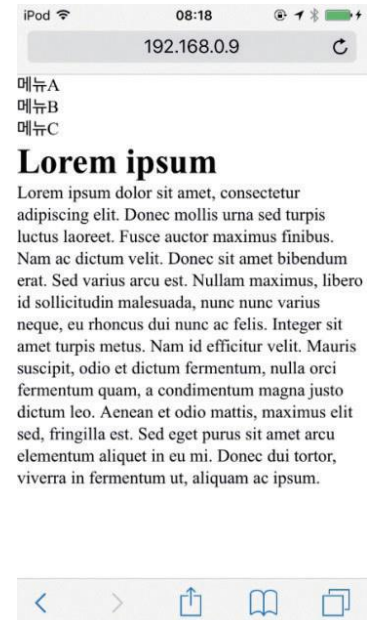 iPod 08:18
192.168.0.9
메뉴A
메뉴B
메뉴C
Lorem ipsum
Lorem ipsum dolor sit amet, consectetur
adipiscing elit. Donec mollis urna sed turpis
luctus laoreet. Fusce auctor maximus finibus.
Nam ac dictum velit. Donec sit amet bibendum
erat. Sed varius arcu est. Nullam maximus, libero
id sollicitudin malesuada, nunc nunc varius
neque, eu rhoncus dui nunc ac felis. Integer sit
amet turpis metus. Nam id efficitur velit. Mauris
suscipit, odio et dictum fermentum, nulla orci
fermentum quam, a condimentum magna justo
dictum leo. Aenean et odio mattis, maximus elit
sed, fringilla est. Sed eget purus sit amet arcu
elementum aliquet in eu mi. Donec dui tortor,
viverra in fermentum ut, aliquam ac ipsum.